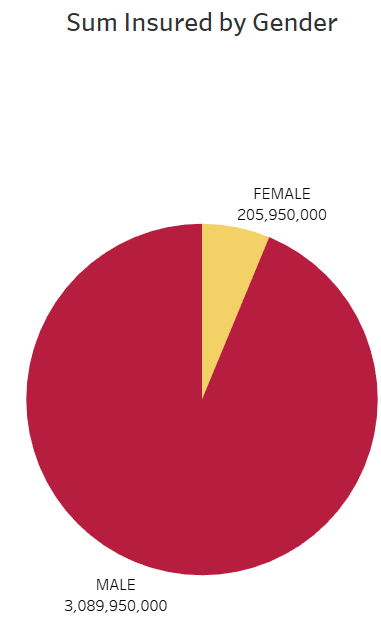 Sum Insured by Gender
FEMALE
205,950,000
MALE
3,089,950,000